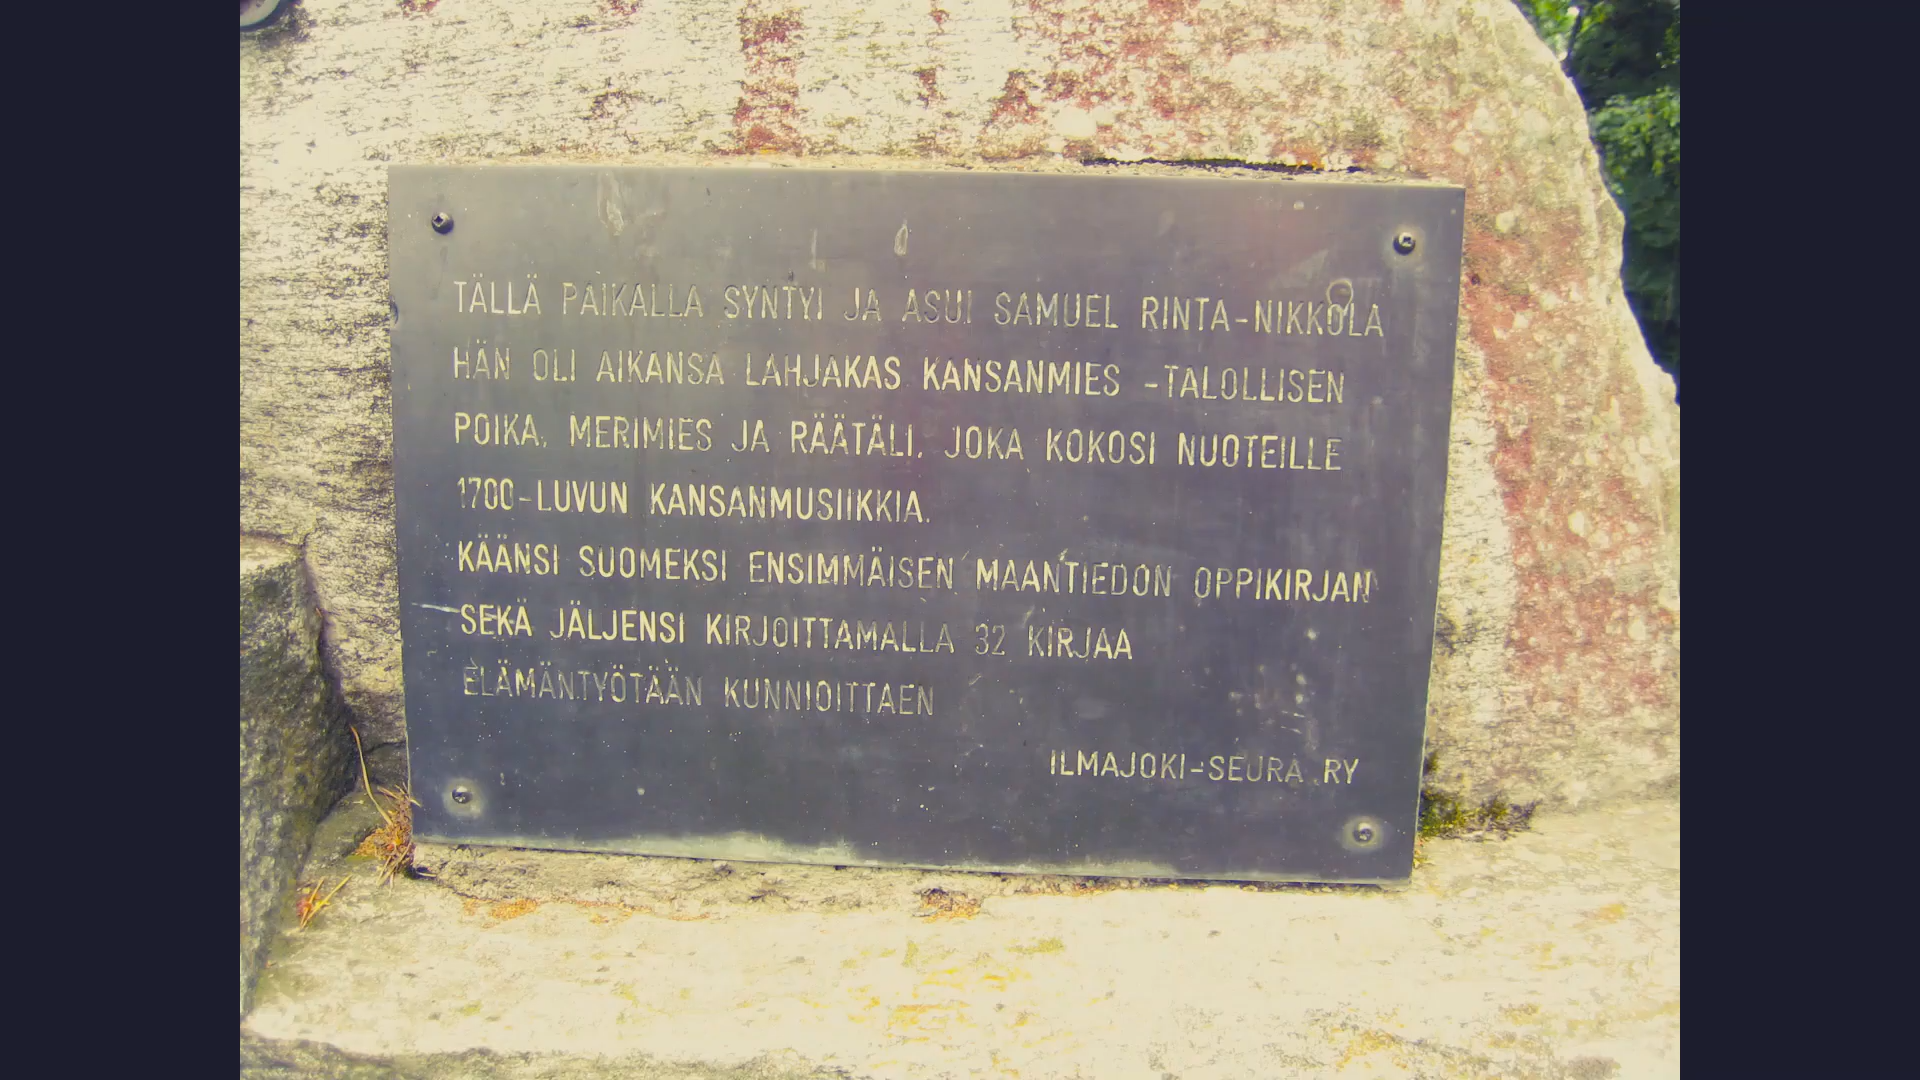 TÄLLÄ PAIKALLA SYNTYI JA ASUI SAMUEL RINTA-NIKKOLA
HÄN OLI AIKANSA LAHJAKAS KANSANMIES -TALOLLISEN
POIKA, MERIMIES JA RÄÄTÄLI, JOKA KOKOSI NUOTEILLE
1700-LUVUN KANSANMUSIIKKIA.
KÄÄNSI SUOMEKSI ENSIMMÄISEN MAANTIEDON OPPIKIRJAN
SEKÄ JÄLJENSI KIRJOITTAMALLA 32 KIRJAA
ELÄMÄNTYÖTÄÄN KUNNIOITTAEN
ILMAJOKI-SEURA RY